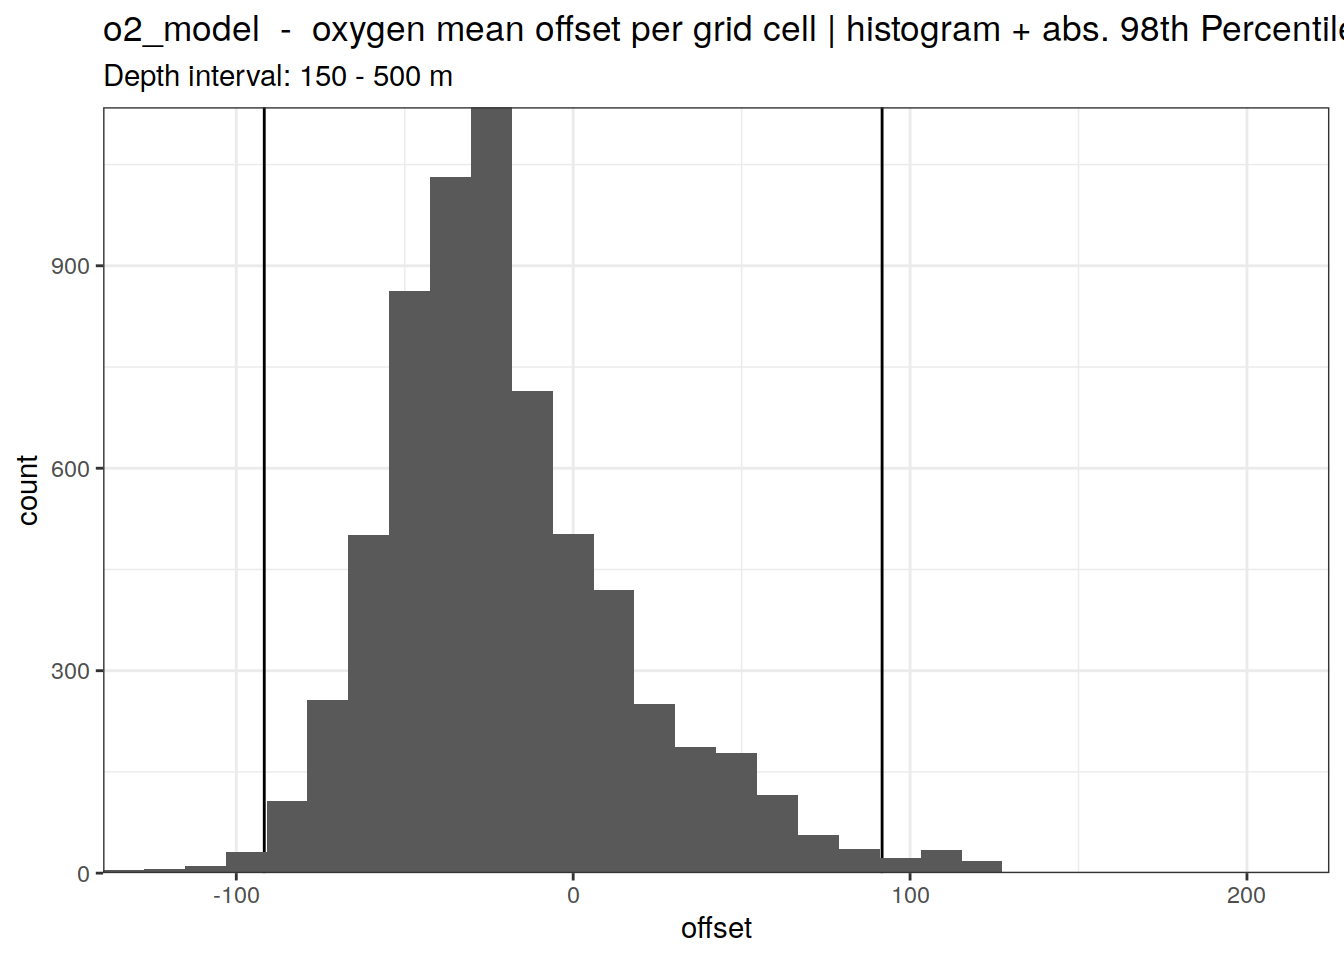 o2_model  -  oxygen mean offset per grid cell | histogram + abs. 98th Percentile
Depth interval: 150 - 500 m
count
900
600
300
0
-100
0
100
200
offset